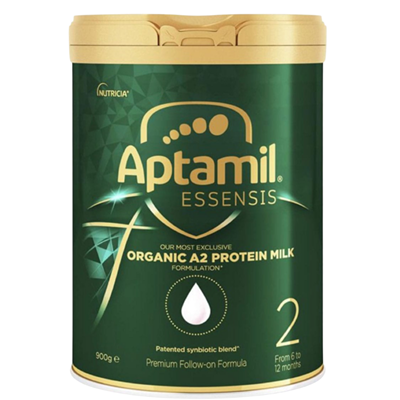 NUTRICIA
Aptamil®
ESSENSIS
OUR MOST EXCLUSIVE
ORGANIC A2 PROTEIN MILK
FORMULATION^
Patented synbiotic blend~
2
From 6 to
12 months
900g e
Premium Follow-on Formula